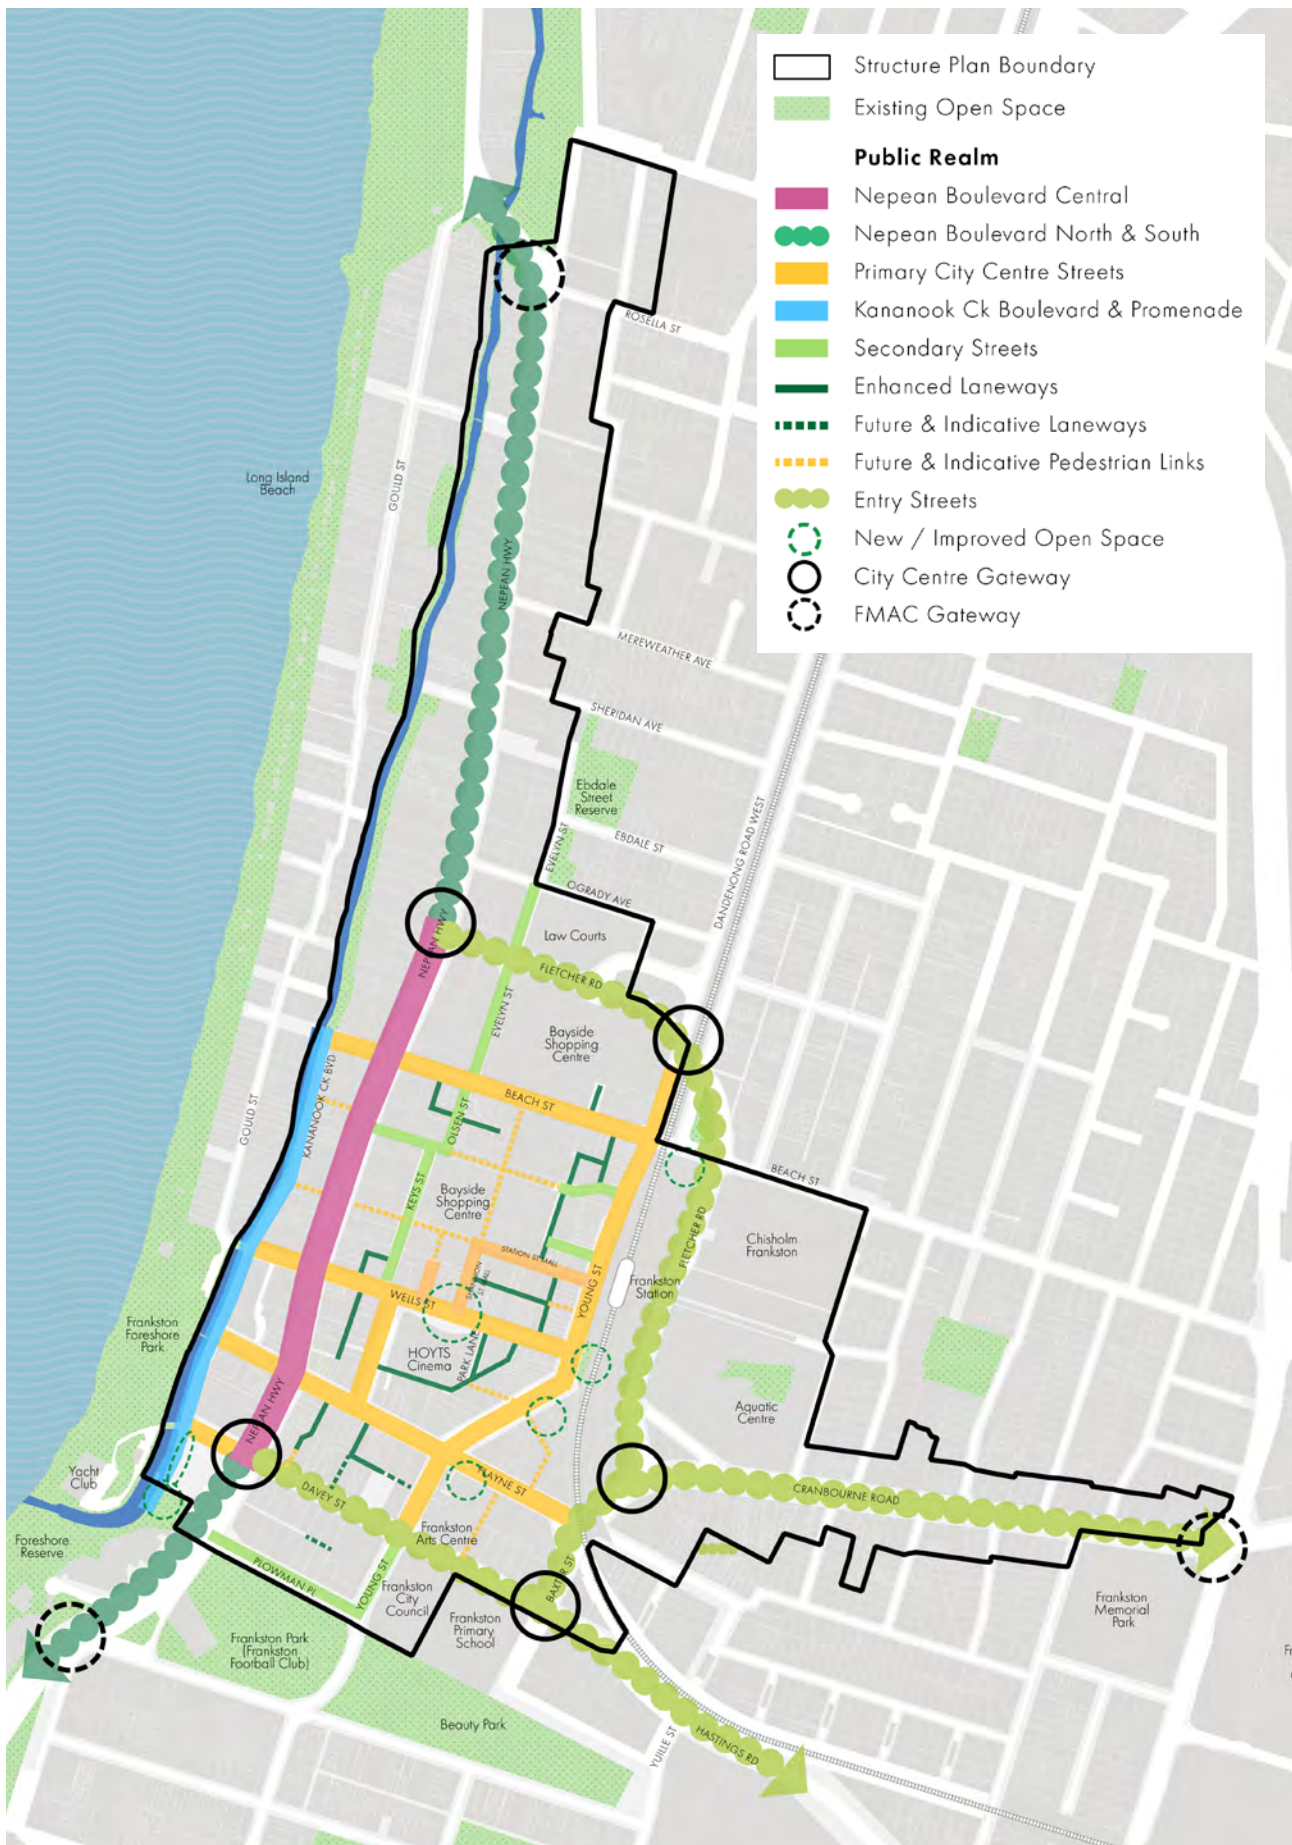 Structure Plan Boundary
Existing Open Space
Public Realm
Nepean Boulevard Central
Nepean Boulevard North & South
Primary City Centre Streets
Kananook Ck Boulevard & Promenade
Secondary Streets
Enhanced Laneways
Future & Indicative Laneways
Future & Indicative Pedestrian Links
Entry Streets
New / Improved Open Space
City Centre Gateway
FMAC Gateway
ROSELLA ST
Long Island
Beach
GOULD ST
NEPEAN HWY
MEREWEATHER AVE
SHERIDAN AVE
Ebdale
Street
Reserve
DANDENONG ROAD WEST
EVELYN ST
EBDALE ST
OGRADY AVE
NEPEAN HWY
Law Courts
FLETCHER RD
EVELYN ST
Bayside
Shopping
Centre
KANANOOK CK BVD
GOULD ST
BEACH ST
OLSEN ST
BEACH ST
KEYS ST
Bayside
Shopping
Centre
FLETCHER RD
Chisholm
Frankston
STATION ST MALL
SHANNON
ST MALL
YOUNG ST
Frankston
Station
WELLS ST
Frankston
Foreshore
Park
HOYTS
Cinema
PARK LANE
NEPEAN HWY
Aquatic
Centre
Yacht
Club
DAVEY ST
PLAYNE ST
CRANBOURNE ROAD
Foreshore
Reserve
Frankston
Arts Centre
PLOWMAN PL
YOUNG ST
Frankston
City
Council
BAXTER ST
Frankston
Primary
School
Frankston
Memorial
Park
Frankston Park
(Frankston
Football Club)
Beauty Park
YUILLE ST
HASTINGS RD